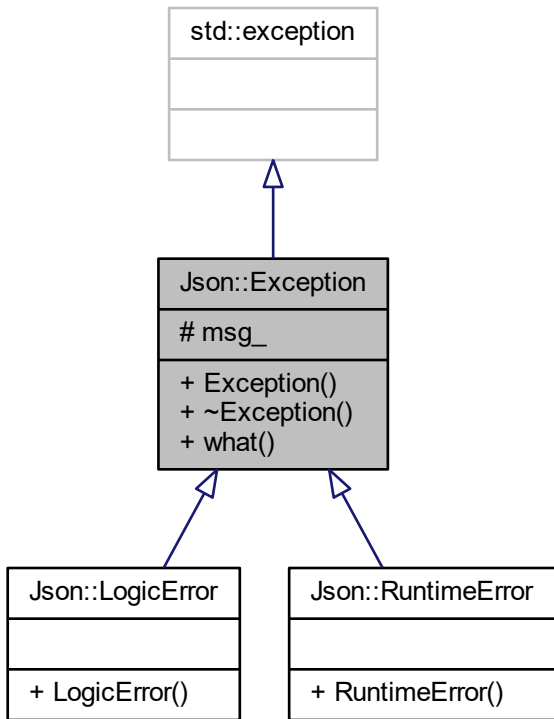 std::exception
Json::Exception
# msg_
+ Exception()
+ ~Exception()
+ what()
Json::LogicError
+ LogicError()
Json::RuntimeError
+ RuntimeError()